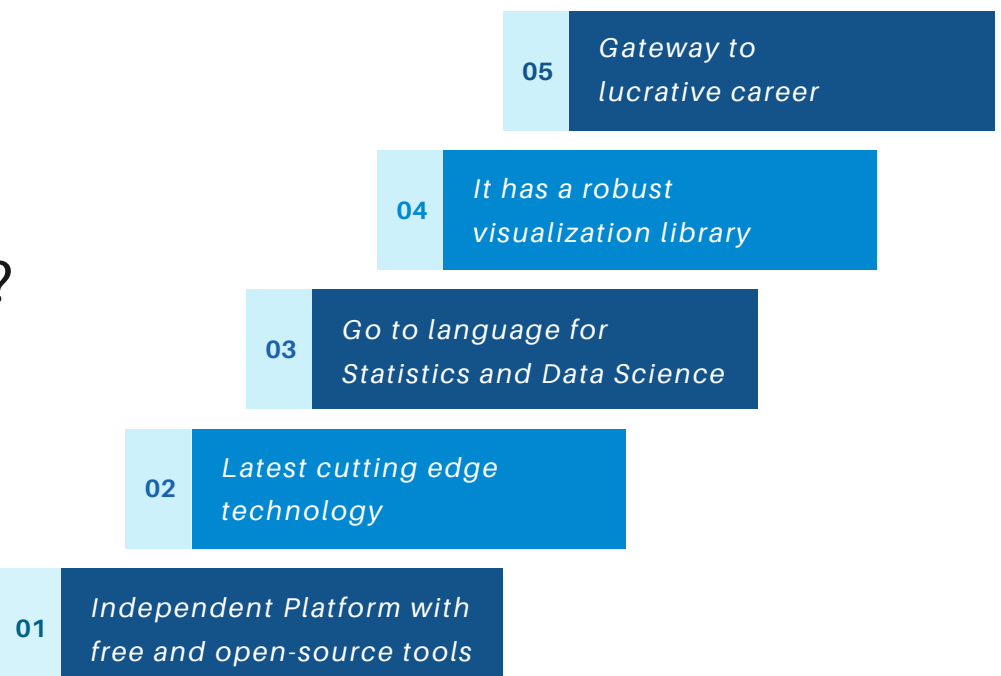 05
Gateway to
lucrative career
04
It has a robust
visualization library
?
03
Go to language for
Statistics and Data Science
02
Latest cutting edge
technology
01
Independent Platform with
free and open-source tools